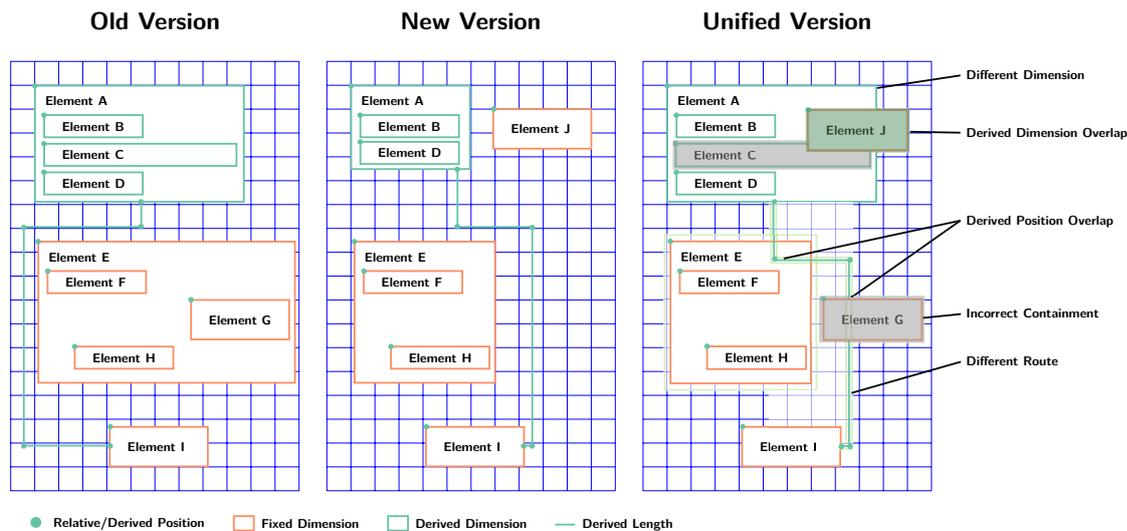 Old Version
New Version
Unified Version
Element A
Element B
Element C
Element D
Element E
Element F
Element G
Element H
Element I
Element A
Element B
Element D
Element J
Element E
Element F
Element H
Element I
Element A
Element B
Element C
Element D
Element J
Element E
Element F
Element G
Element H
Element I
Different Dimension
Derived Dimension Overlap
Derived Position Overlap
Incorrect Containment
Different Route
Relative/Derived Position
Fixed Dimension
Derived Dimension
Derived Length